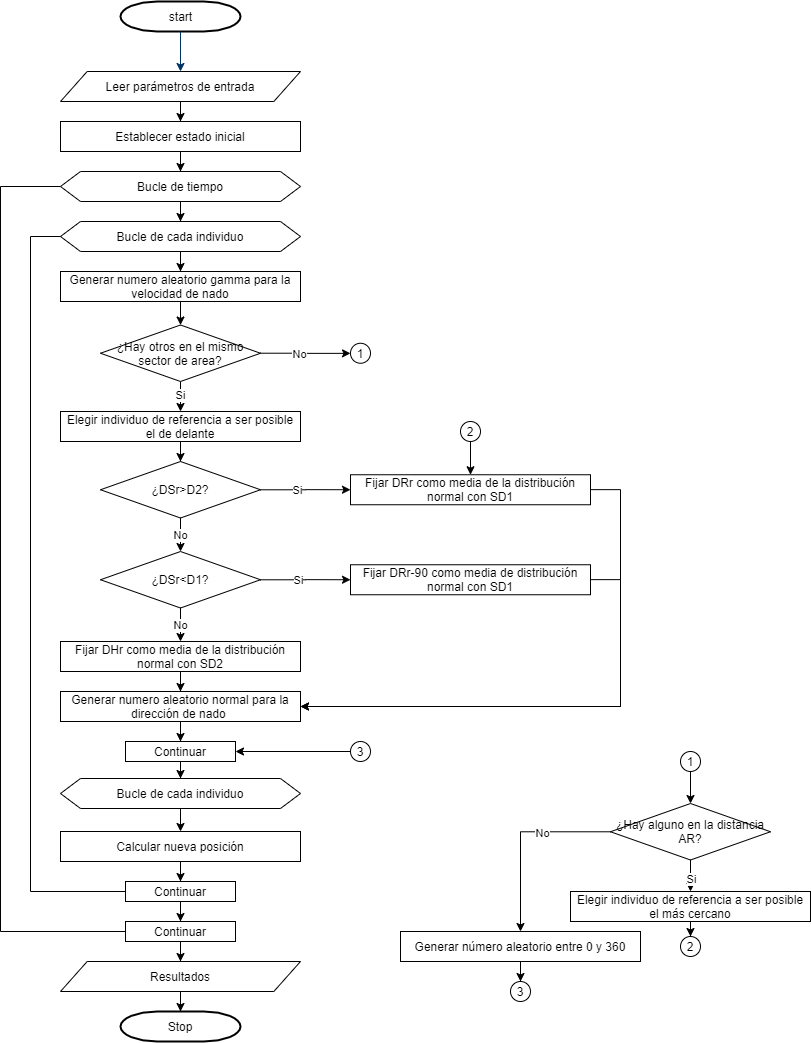 start
Leer parámetros de entrada
Establecer estado inicial
Bucle de tiempo
Bucle de cada individuo
Generar numero aleatorio gamma para la
velocidad de nado
¿Hay otros en el mismo
sector de area?
No
1
Si
Elegir individuo de referencia a ser posible
el de delante
2
¿DSr>D2?
Si
Fijar DRr como media de la distribución
normal con SD1
No
¿DSr<D1?
Si
Fijar DRr-90 como media de distribución
normal con SD1
No
Fijar DHr como media de la distribución
normal con SD2
Generar numero aleatorio normal para la
dirección de nado
Continuar
3
Bucle de cada individuo
Calcular nueva posición
Continuar
Continuar
Resultados
Stop
1
¿Hay alguno en la distancia
AR?
No
Si
Elegir individuo de referencia a ser posible
el más cercano
2
Generar número aleatorio entre 0 y 360
3